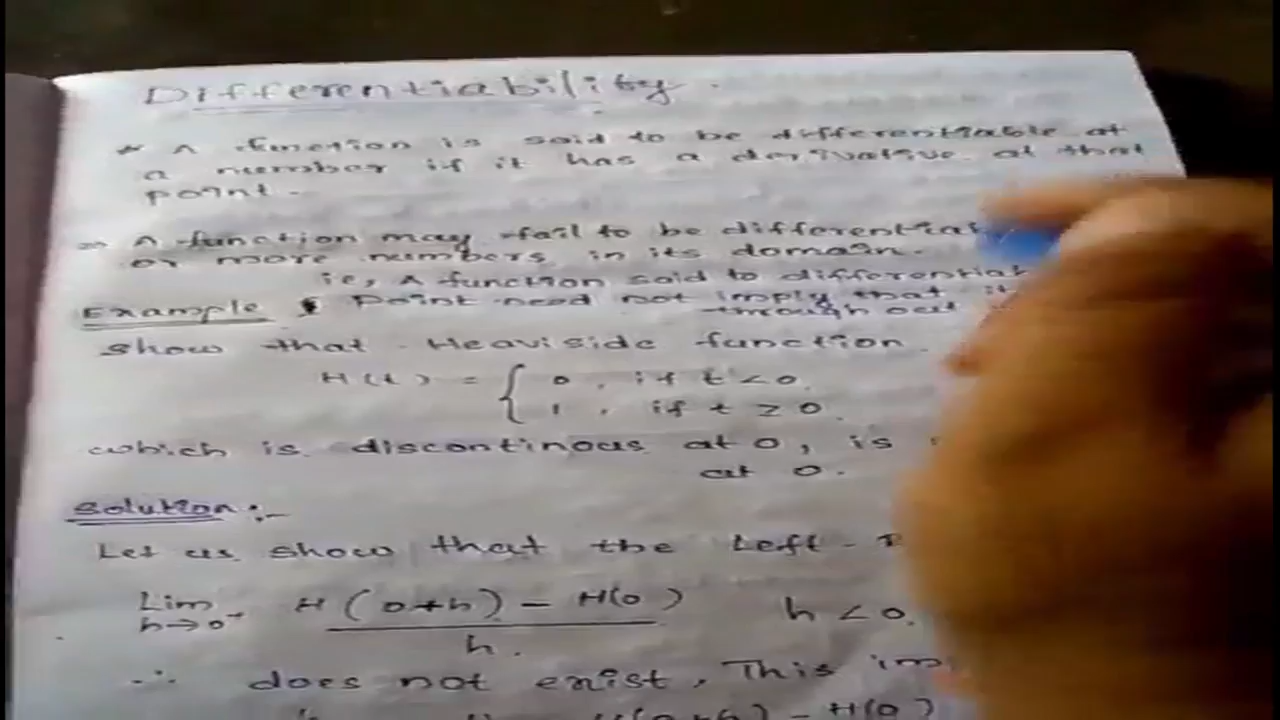 Differentiability.
* A function is said to be differentiable at
a number if it has a derivative at that
point.
⇒ A function may fail to be
or more numbers in its domain.
ie, A function said to
Example point need not imply that it
through out
Show that Heaviside function
H(t) = { 0, if t < 0.
1, if t ≥ 0.
which is discontinous at 0, is
at 0.
Solution :-
Let us show that the Left-
Lim h→0⁻ H(0+h) - H(0) / h. h < 0.
∴ does not exist, This
H(0+h) - H(0)